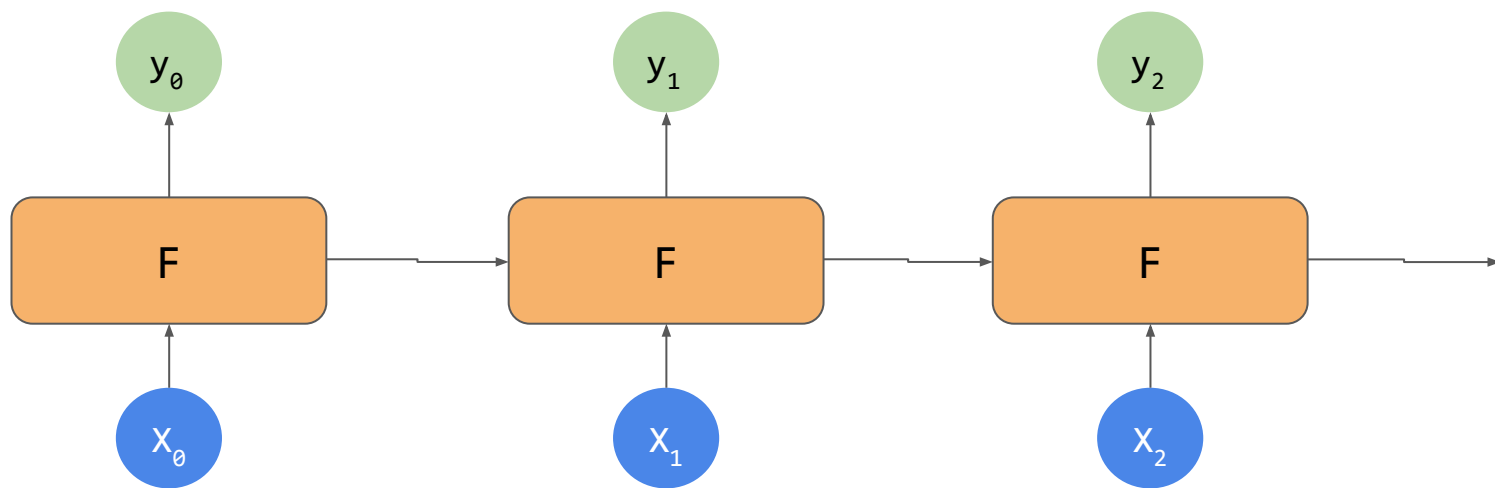 y₀ y₁ y₂
F F F
X₀ X₁ X₂